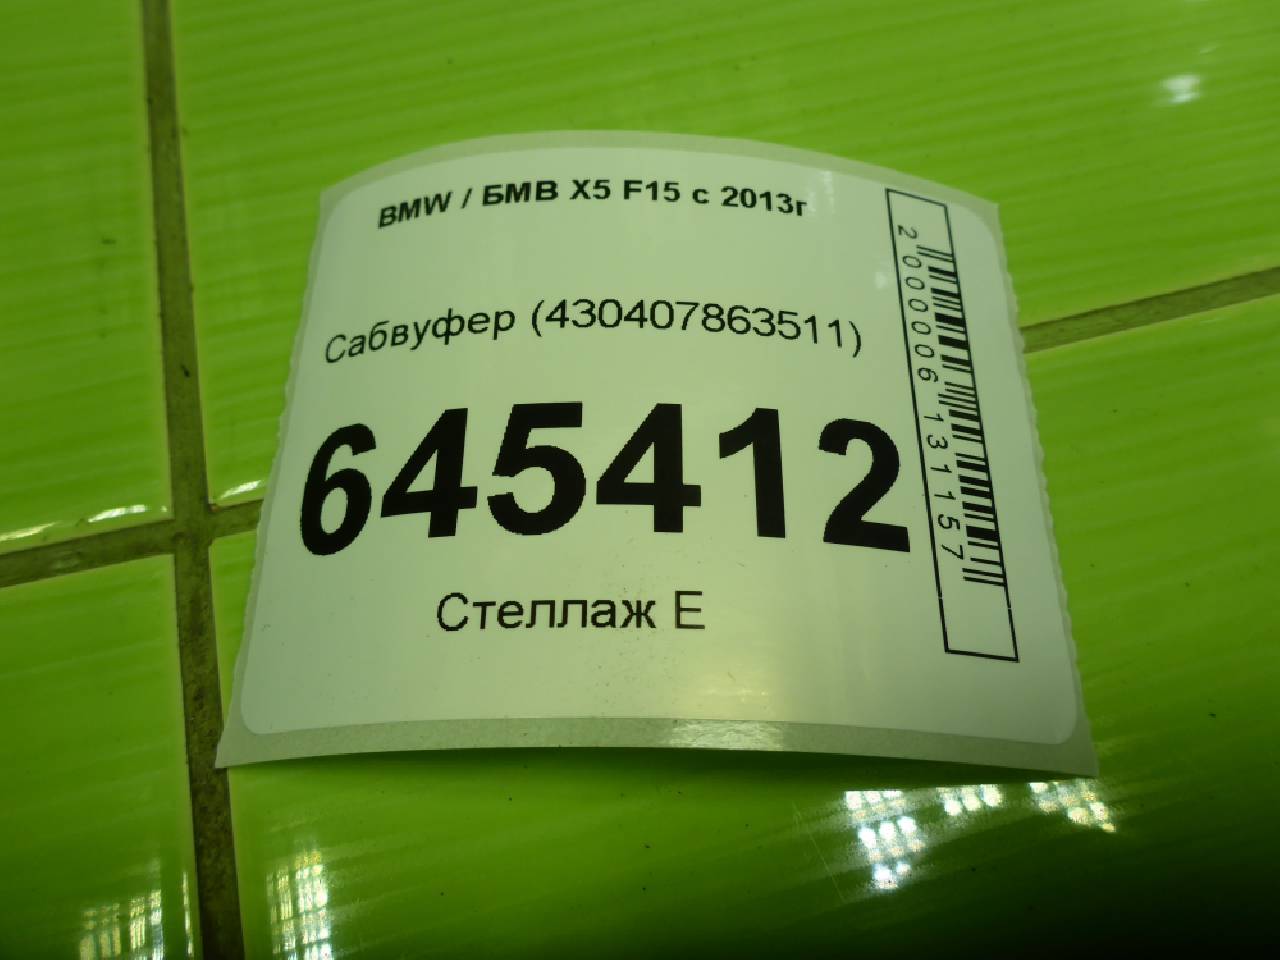 BMW / БМВ X5 F15 с 2013г
Сабвуфер (430407863511)
645412
Стеллаж Е
2000006131157